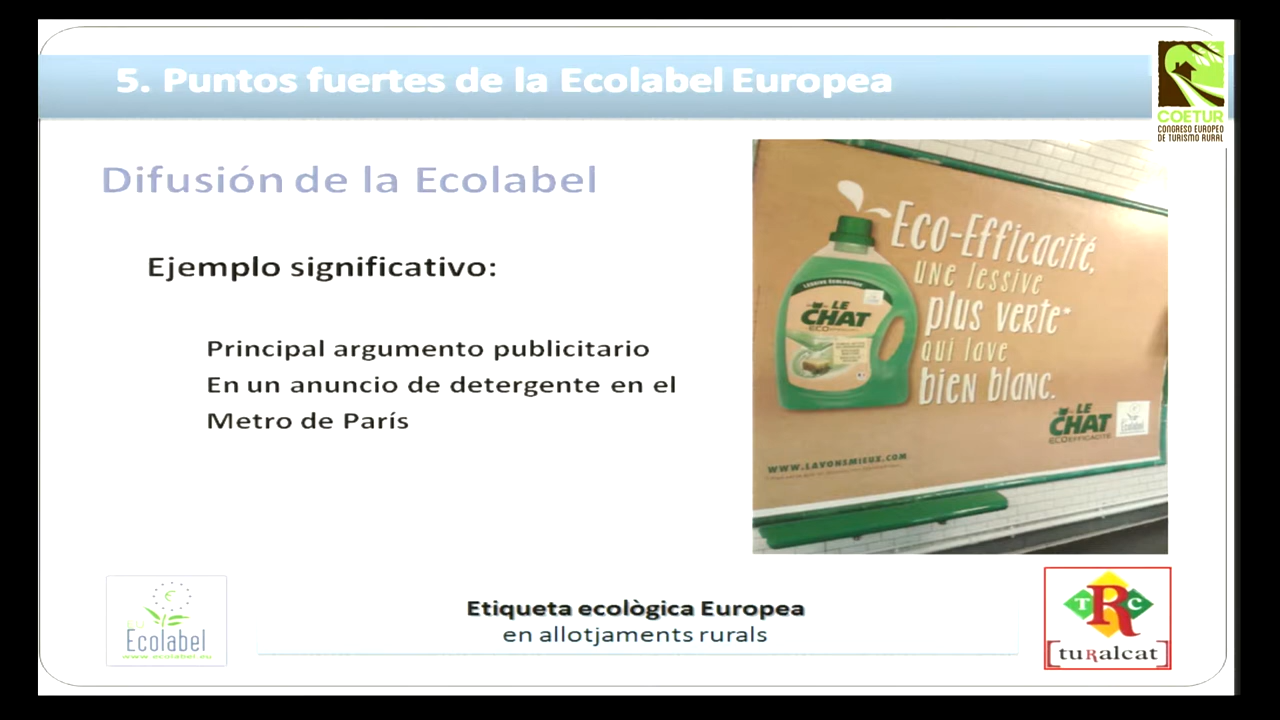 5. Puntos fuertes de la Ecolabel Europea
COETUR
CONGRESO EUROPEO
DE TURISMO RURAL
Difusión de la Ecolabel
Ejemplo significativo:
Principal argumento publicitario
En un anuncio de detergente en el
Metro de París
Eco-Efficacité,
une lessive
plus verte*
qui lave
bien blanc.
LE
CHAT
ECO
LE
CHAT
ECOEFFICACITÉ
Ecolabel
WWW.LAVONSMIEUX.COM
Ecolabel
Etiqueta ecològica Europea
en allotjaments rurals
T R C
[turalcat]